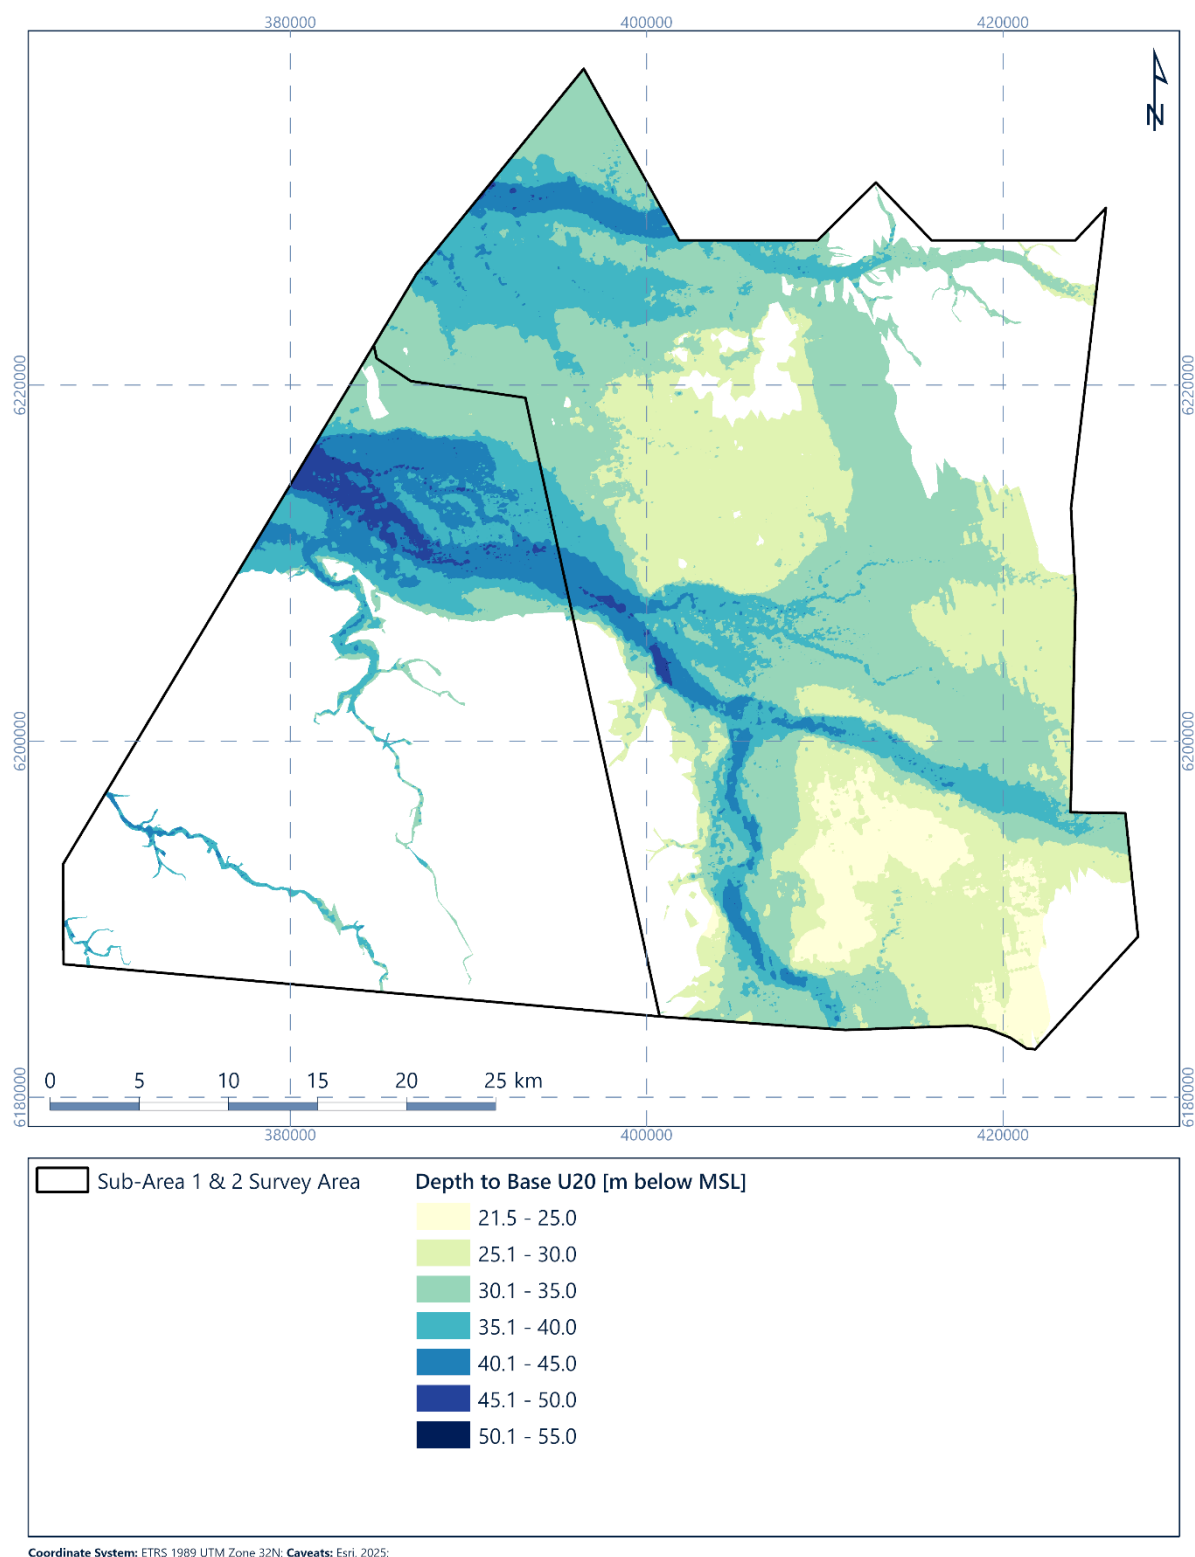 380000 400000 420000
N
6220000 6220000
6200000 6200000
0 5 10 15 20 25 km
6180000 6180000
380000 400000 420000
Sub-Area 1 & 2 Survey Area
Depth to Base U20 [m below MSL]
21.5 - 25.0
25.1 - 30.0
30.1 - 35.0
35.1 - 40.0
40.1 - 45.0
45.1 - 50.0
50.1 - 55.0
Coordinate System: ETRS 1989 UTM Zone 32N; Caveats: Esri, 2025;